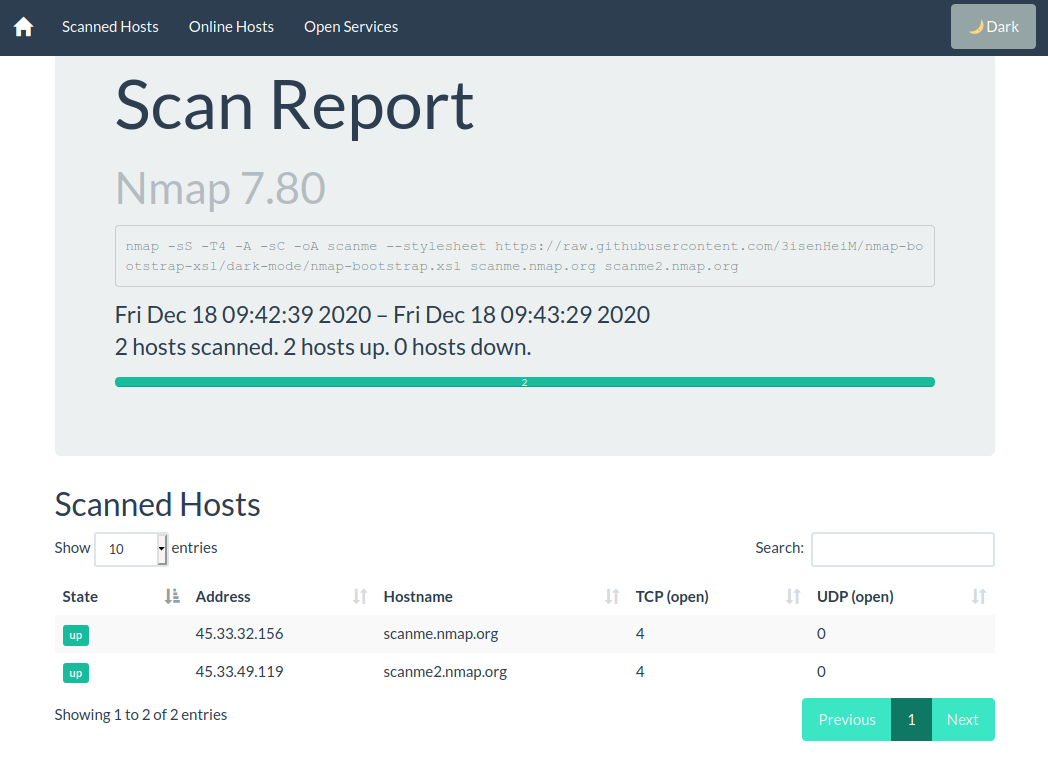 Scanned Hosts Online Hosts Open Services Dark
Scan Report
Nmap 7.80
nmap -sS -T4 -A -sC -oA scanme --stylesheet https://raw.githubusercontent.com/3isenHeiM/nmap-bo
otstrap-xsl/dark-mode/nmap-bootstrap.xsl scanme.nmap.org scanme2.nmap.org
Fri Dec 18 09:42:39 2020 – Fri Dec 18 09:43:29 2020
2 hosts scanned. 2 hosts up. 0 hosts down.
2
Scanned Hosts
Show 10 entries Search:
State Address Hostname TCP (open) UDP (open)
up 45.33.32.156 scanme.nmap.org 4 0
up 45.33.49.119 scanme2.nmap.org 4 0
Showing 1 to 2 of 2 entries Previous 1 Next